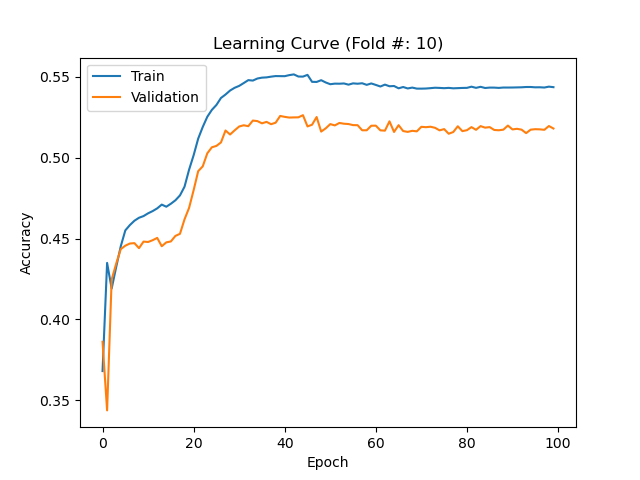 Learning Curve (Fold #: 10)
Train
Validation
0.55
0.50
0.45
0.40
0.35
Accuracy
0 20 40 60 80 100
Epoch